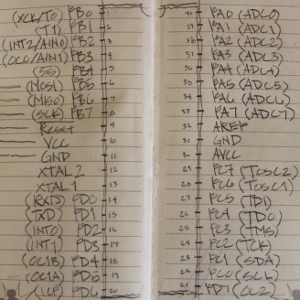 (XCK/T0) PB0 1
(T1) PB1 2
(INT2/AIN0) PB2 3
(OC0/AIN1) PB3 4
(SS) PB4 5
(MOSI) PB5 6
(MISO) PB6 7
(SCK) PB7 8
Reset 9
VCC 10
GND 11
XTAL2 12
XTAL1 13
(RXD) PD0 14
(TXD) PD1 15
(INT0) PD2 16
(INT1) PD3 17
(OC1B) PD4 18
(OC1A) PD5 19
(ICP) PD6 20
40 PA0 (ADC0)
39 PA1 (ADC1)
38 PA2 (ADC2)
37 PA3 (ADC3)
36 PA4 (ADC4)
35 PA5 (ADC5)
34 PA6 (ADC6)
33 PA7 (ADC7)
32 AREF
31 GND
30 AVCC
29 PC7 (TOSC2)
28 PC6 (TOSC1)
27 PC5 (TDI)
26 PC4 (TDO)
25 PC3 (TMS)
24 PC2 (TCK)
23 PC1 (SDA)
22 PC0 (SCL)
21 PD7 (OC2)